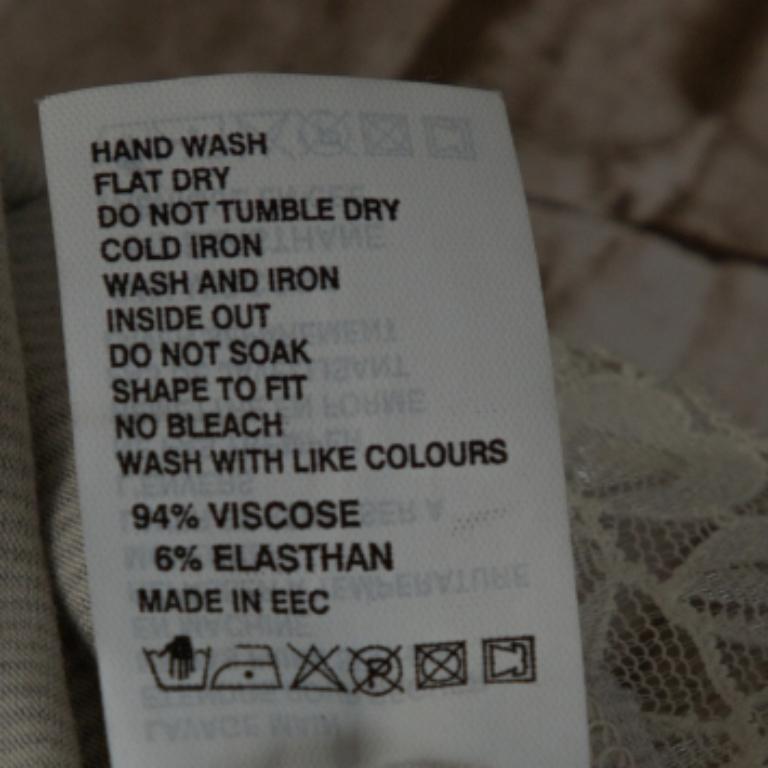 HAND WASH
FLAT DRY
DO NOT TUMBLE DRY
COLD IRON
WASH AND IRON
INSIDE OUT
DO NOT SOAK
SHAPE TO FIT
NO BLEACH
WASH WITH LIKE COLOURS
94% VISCOSE
6% ELASTHAN
MADE IN EEC